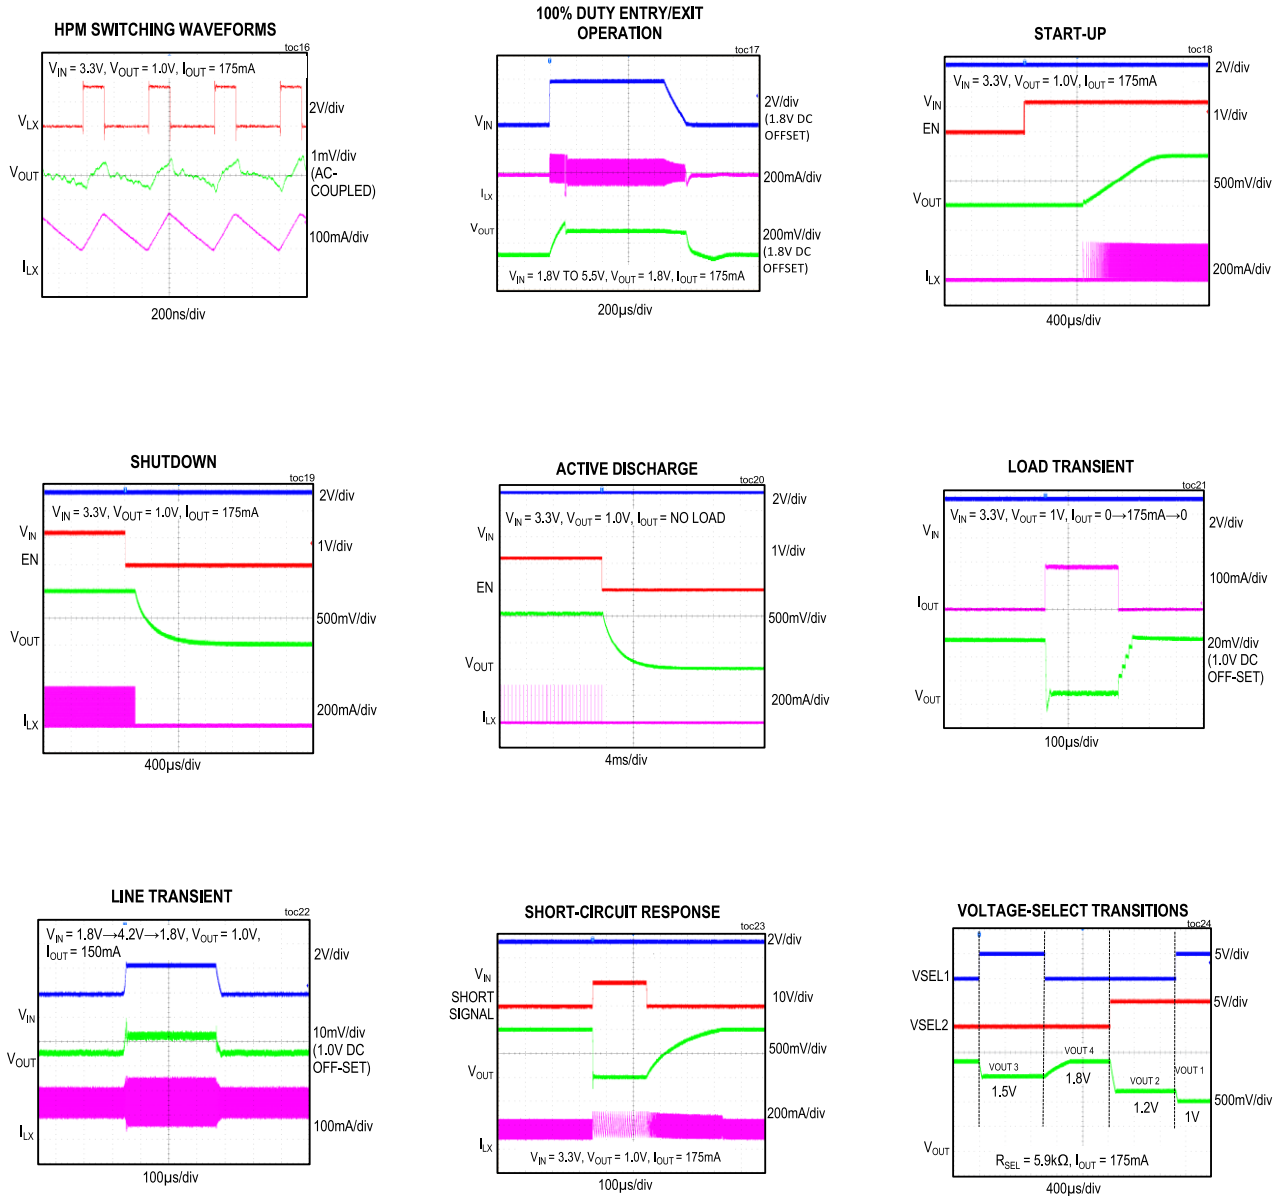 HPM SWITCHING WAVEFORMS
toc16
VIN = 3.3V, VOUT = 1.0V, IOUT = 175mA
VLX
2V/div
VOUT
1mV/div
(AC-
COUPLED)
100mA/div
ILX
200ns/div
100% DUTY ENTRY/EXIT
OPERATION
toc17
VIN
2V/div
(1.8V DC
OFFSET)
200mA/div
ILX
VOUT
200mV/div
(1.8V DC
OFFSET)
VIN = 1.8V TO 5.5V, VOUT = 1.8V, IOUT = 175mA
200µs/div
START-UP
toc18
2V/div
VIN = 3.3V, VOUT = 1.0V, IOUT = 175mA
VIN
1V/div
EN
500mV/div
VOUT
200mA/div
ILX
400µs/div
SHUTDOWN
toc19
2V/div
VIN = 3.3V, VOUT = 1.0V, IOUT = 175mA
VIN
1V/div
EN
500mV/div
VOUT
200mA/div
ILX
400µs/div
ACTIVE DISCHARGE
toc20
2V/div
VIN = 3.3V, VOUT = 1.0V, IOUT = NO LOAD
VIN
1V/div
EN
500mV/div
VOUT
200mA/div
ILX
4ms/div
LOAD TRANSIENT
toc21
VIN = 3.3V, VOUT = 1V, IOUT = 0→175mA→0
2V/div
VIN
100mA/div
IOUT
20mV/div
(1.0V DC
OFF-SET)
VOUT
100µs/div
LINE TRANSIENT
toc22
VIN = 1.8V→4.2V→1.8V, VOUT = 1.0V,
IOUT = 150mA
2V/div
VIN
10mV/div
(1.0V DC
OFF-SET)
VOUT
100mA/div
ILX
100µs/div
SHORT-CIRCUIT RESPONSE
toc23
2V/div
VIN
SHORT
SIGNAL
10V/div
500mV/div
VOUT
200mA/div
ILX
VIN = 3.3V, VOUT = 1.0V, IOUT = 175mA
100µs/div
VOLTAGE-SELECT TRANSITIONS
toc24
5V/div
VSEL1
5V/div
VSEL2
VOUT 3
VOUT 4
VOUT 2
VOUT 1
1.5V
1.8V
1.2V
1V
500mV/div
VOUT
RSEL = 5.9kΩ, IOUT = 175mA
400µs/div